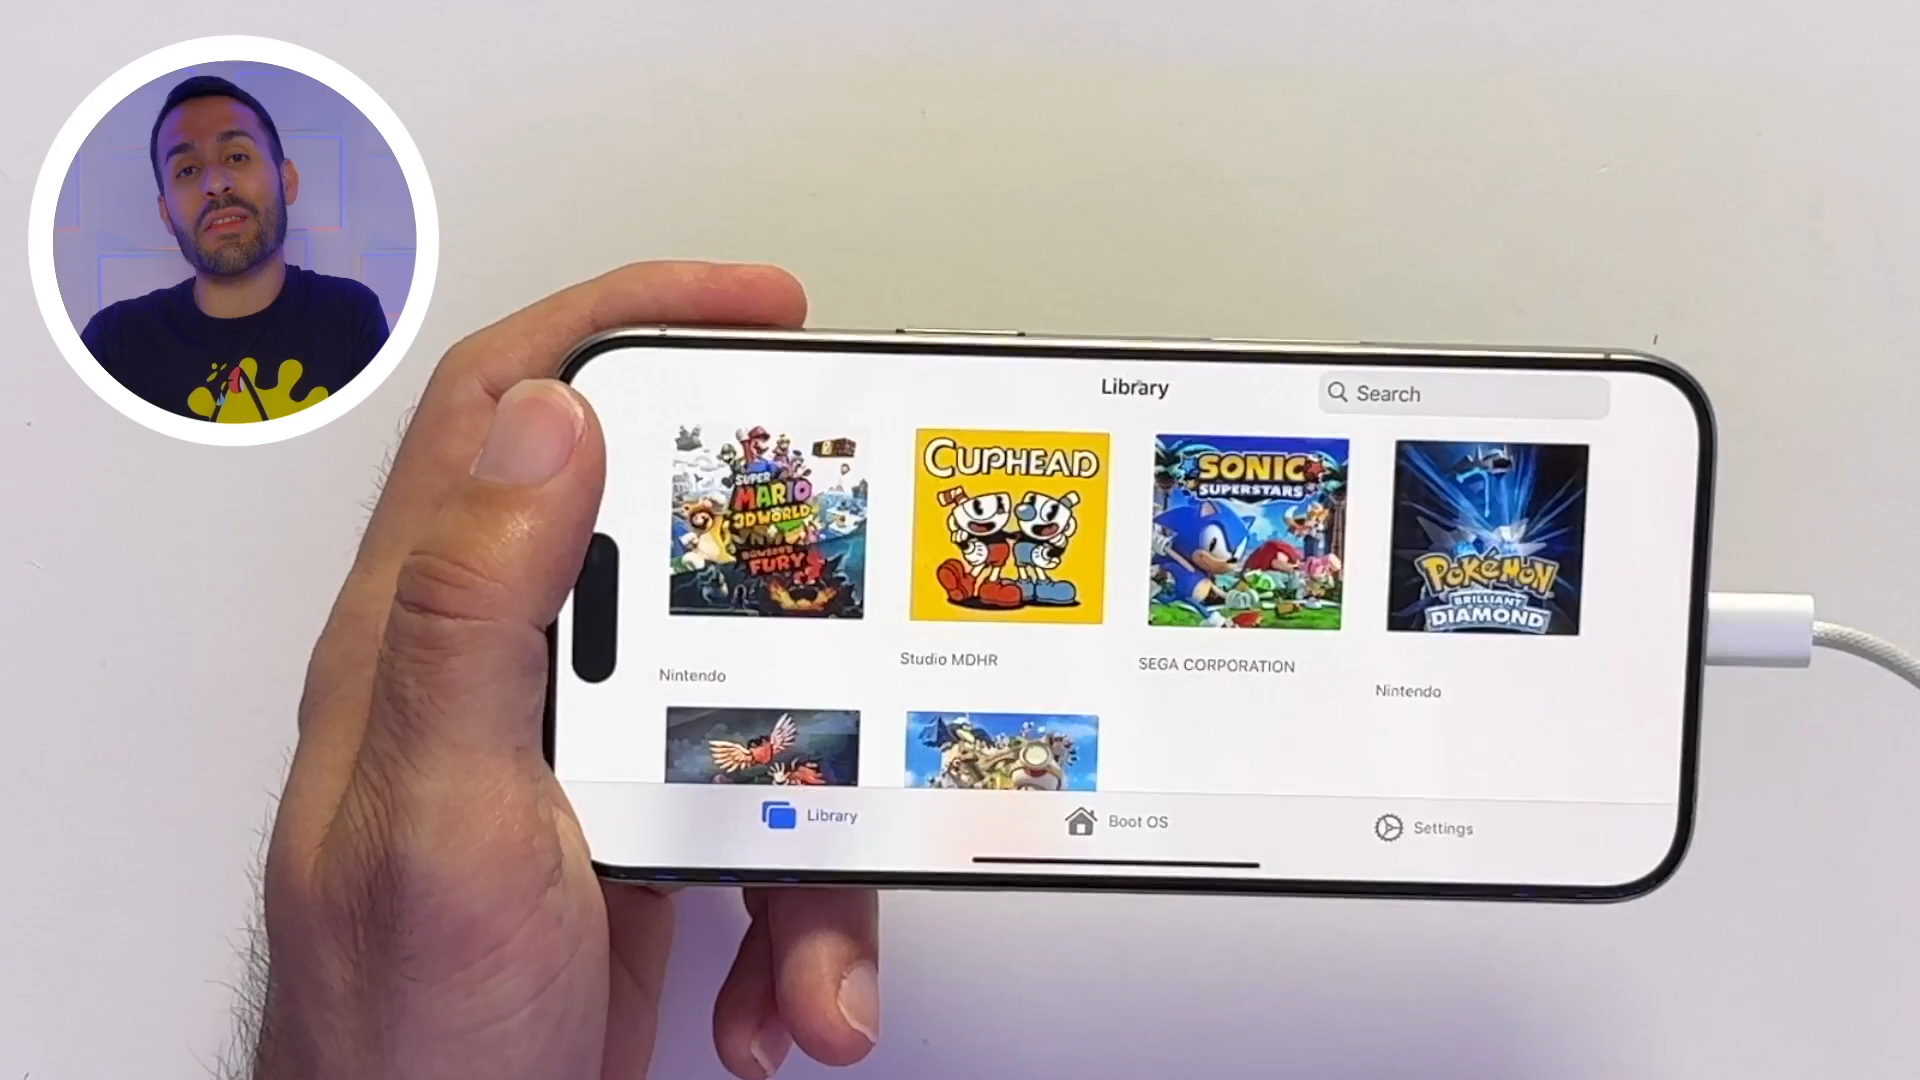 Library
Search
SUPER
MARIO
3D WORLD
BOWSER'S
FURY
CUPHEAD
SONIC
SUPERSTARS
POKÉMON
BRILLIANT
DIAMOND
Nintendo
Studio MDHR
SEGA CORPORATION
Nintendo
Library
Boot OS
Settings